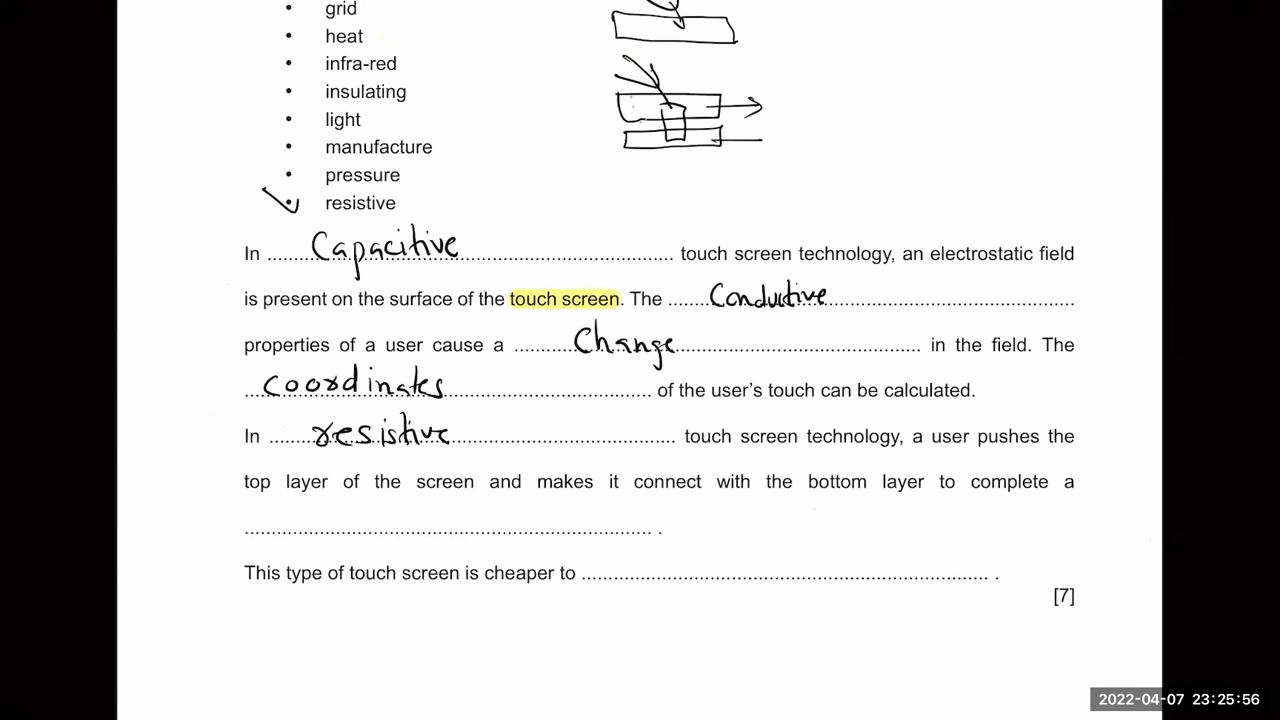 • grid
• heat
• infra-red
• insulating
• light
• manufacture
• pressure
• resistive
In .......Capacitive....... touch screen technology, an electrostatic field
is present on the surface of the touch screen. The .......Conductive.......
properties of a user cause a .......Change....... in the field. The
.......coordinates....... of the user's touch can be calculated.
In .......resistive....... touch screen technology, a user pushes the
top layer of the screen and makes it connect with the bottom layer to complete a
........................................................................... .
This type of touch screen is cheaper to ........................................................................... .
[7]
2022-04-07 23:25:56